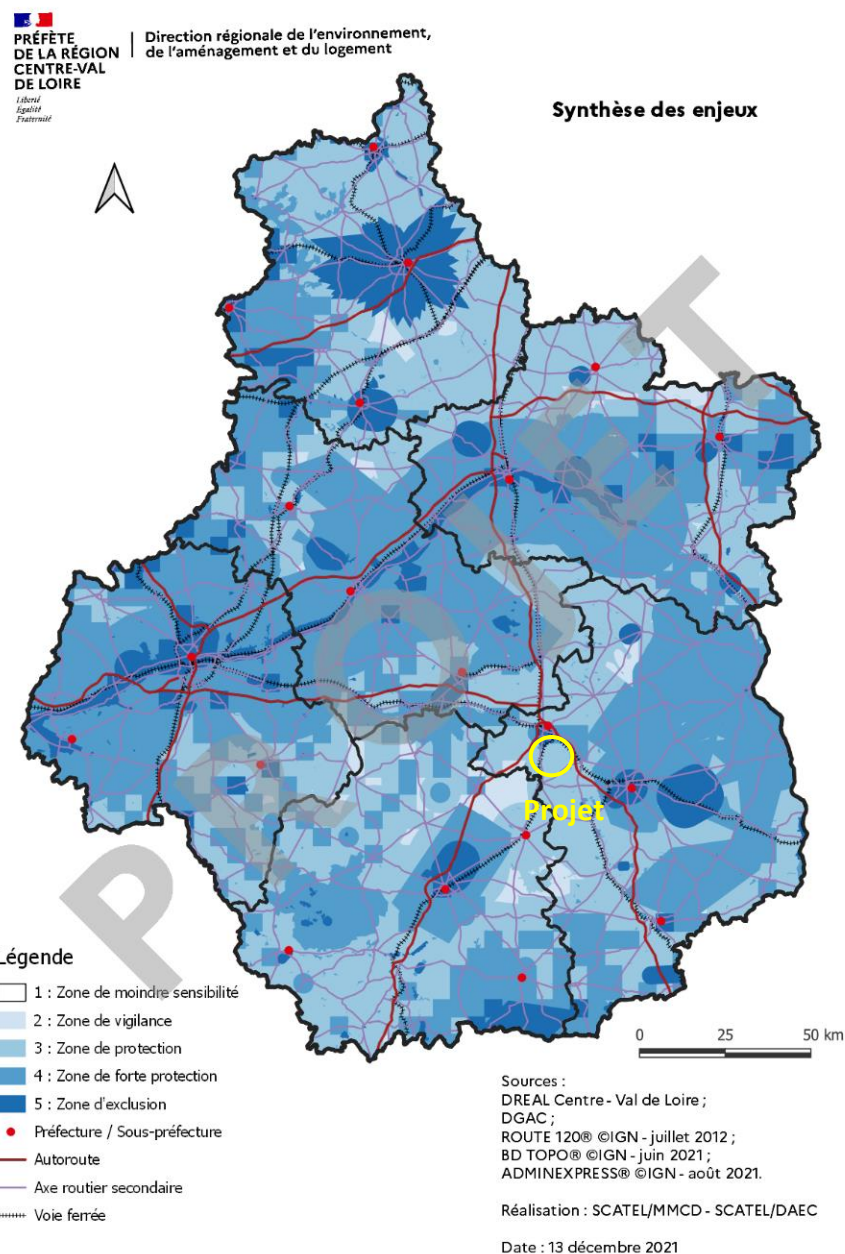 PRÉFÈTE
DE LA RÉGION
CENTRE-VAL
DE LOIRE
Liberté
Égalité
Fraternité
Direction régionale de l'environnement,
de l'aménagement et du logement
Synthèse des enjeux
PROJET
Projet
Légende
1 : Zone de moindre sensibilité
2 : Zone de vigilance
3 : Zone de protection
4 : Zone de forte protection
5 : Zone d'exclusion
Préfecture / Sous-préfecture
Autoroute
Axe routier secondaire
Voie ferrée
0 25 50 km
Sources :
DREAL Centre - Val de Loire ;
DGAC ;
ROUTE 120® ©IGN - juillet 2012 ;
BD TOPO® ©IGN - juin 2021 ;
ADMINEXPRESS® ©IGN - août 2021.
Réalisation : SCATEL/MMCD - SCATEL/DAEC
Date : 13 décembre 2021